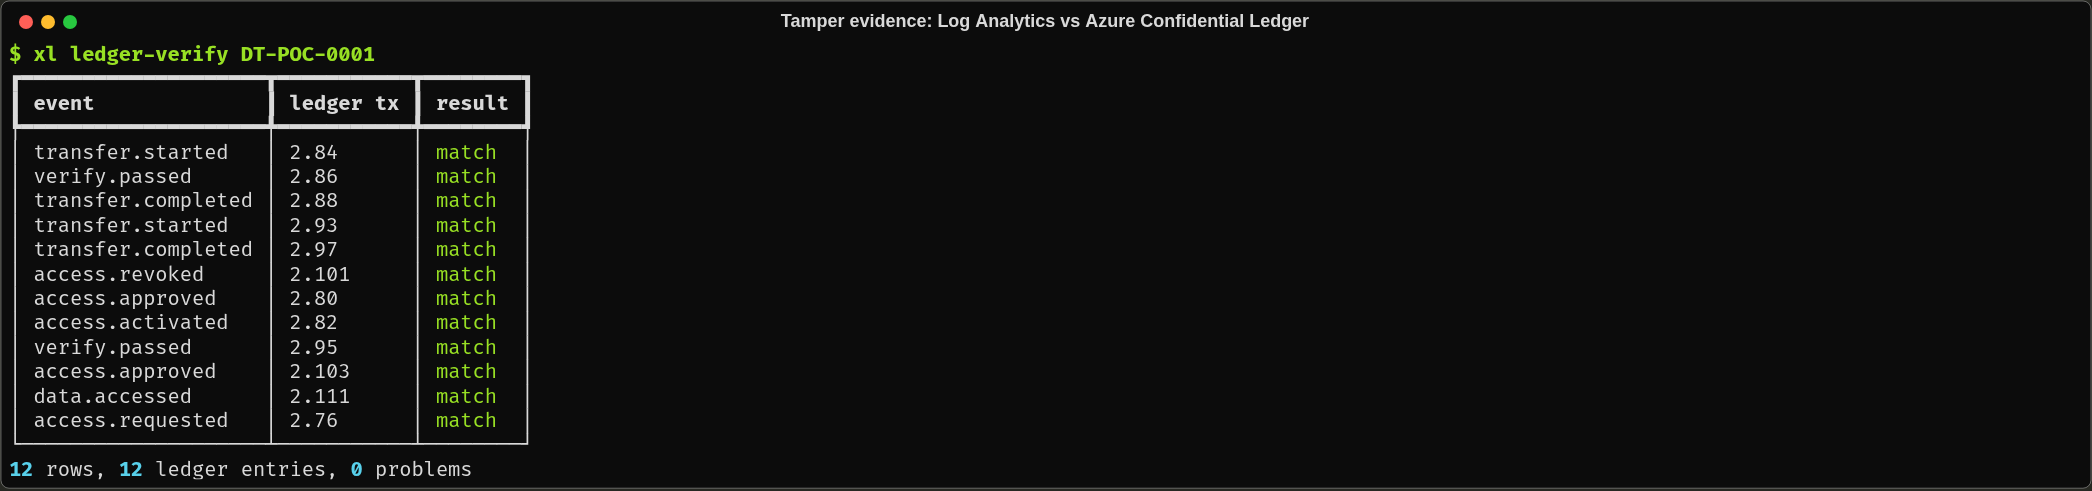 Tamper evidence: Log Analytics vs Azure Confidential Ledger
$ xl ledger-verify DT-POC-0001
event ledger tx result
transfer.started 2.84 match
verify.passed 2.86 match
transfer.completed 2.88 match
transfer.started 2.93 match
transfer.completed 2.97 match
access.revoked 2.101 match
access.approved 2.80 match
access.activated 2.82 match
verify.passed 2.95 match
access.approved 2.103 match
data.accessed 2.111 match
access.requested 2.76 match
12 rows, 12 ledger entries, 0 problems